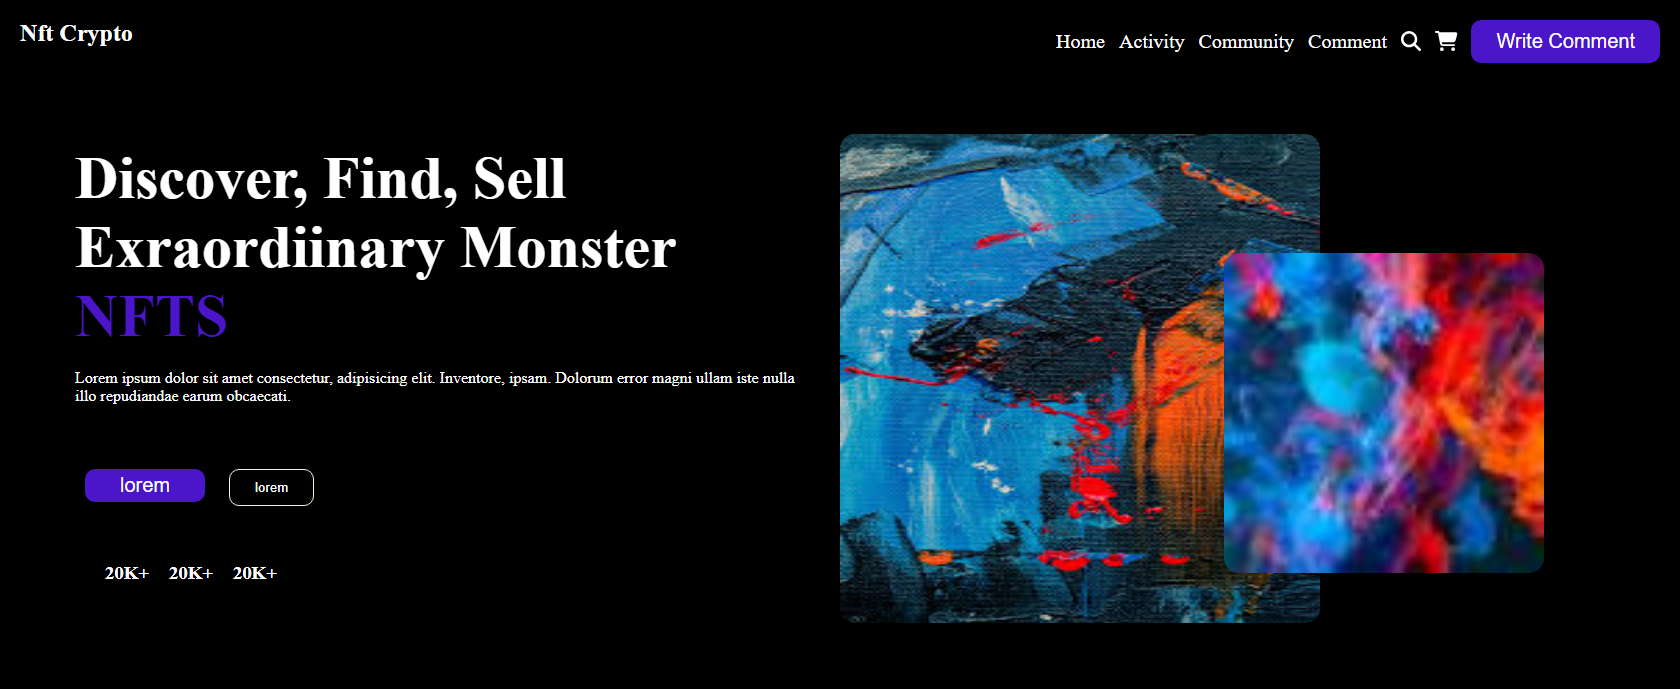 Nft Crypto
Home Activity Community Comment Write Comment
Discover, Find, Sell
Exraordiinary Monster
NFTS
Lorem ipsum dolor sit amet consectetur, adipisicing elit. Inventore, ipsam. Dolorum error magni ullam iste nulla
illo repudiandae earum obcaecati.
lorem lorem
20K+ 20K+ 20K+